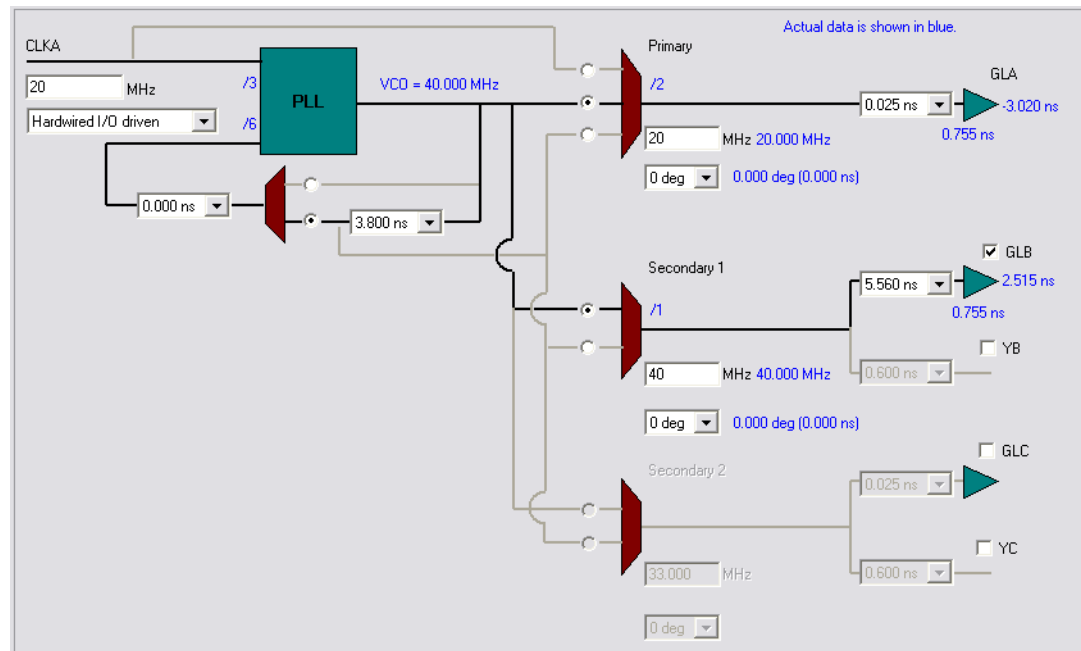 Actual data is shown in blue.
CLKA
20 MHz
Hardwired I/O driven
/3
/6
PLL
VCO = 40.000 MHz
0.000 ns
3.800 ns
Primary
/2
20 MHz 20.000 MHz
0 deg 0.000 deg (0.000 ns)
0.025 ns
GLA
-3.020 ns
0.755 ns
Secondary 1
/1
40 MHz 40.000 MHz
0 deg 0.000 deg (0.000 ns)
5.560 ns
GLB
2.515 ns
0.755 ns
YB
0.600 ns
Secondary 2
33.000 MHz
0 deg
GLC
0.025 ns
YC
0.600 ns